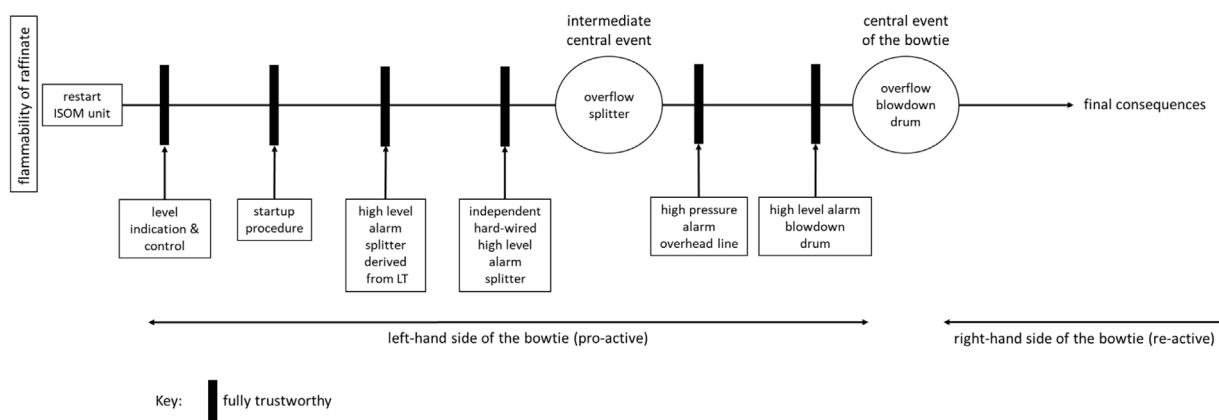 flammability of raffinate
restart
ISOM unit
intermediate
central event
overflow
splitter
central event
of the bowtie
overflow
blowdown
drum
final consequences
level
indication &
control
startup
procedure
high level
alarm
splitter
derived
from LT
independent
hard-wired
high level
alarm
splitter
high pressure
alarm
overhead line
high level alarm
blowdown
drum
left-hand side of the bowtie (pro-active)
right-hand side of the bowtie (re-active)
Key:
fully trustworthy